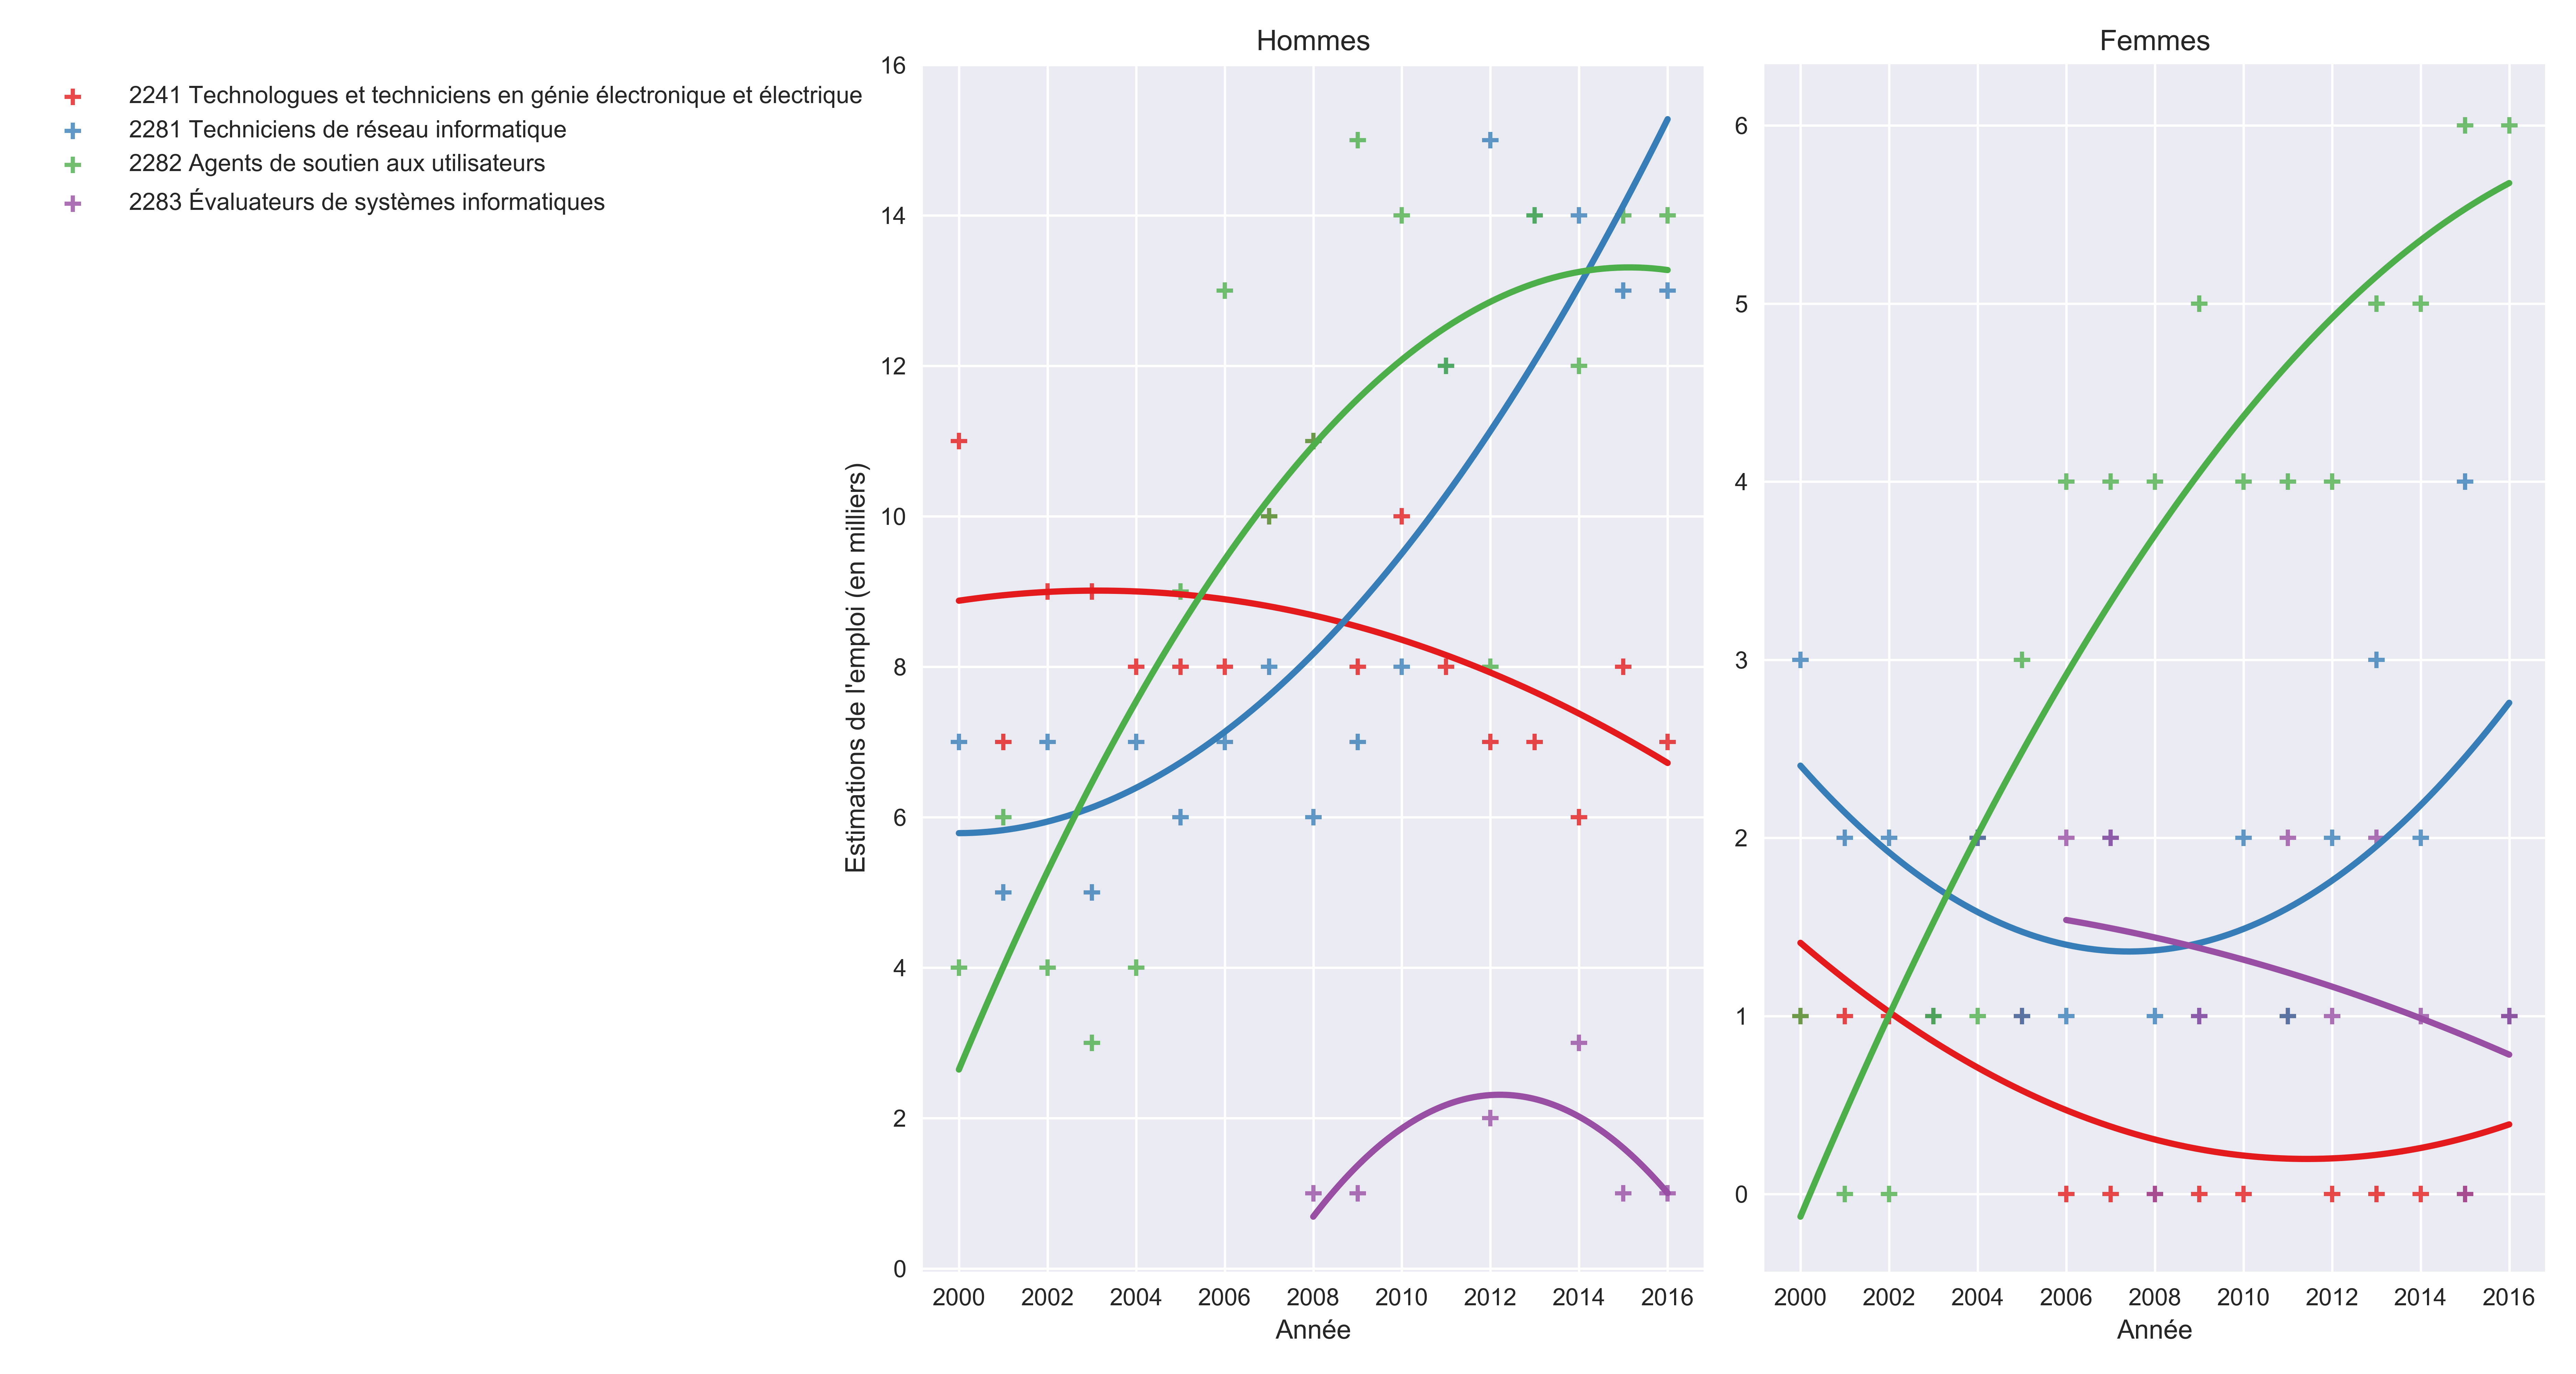 2241 Technologues et techniciens en génie électronique et électrique
2281 Techniciens de réseau informatique
2282 Agents de soutien aux utilisateurs
2283 Évaluateurs de systèmes informatiques
Hommes
Estimations de l'emploi (en milliers)
16
14
12
10
8
6
4
2
0
2000 2002 2004 2006 2008 2010 2012 2014 2016
Année
Femmes
6
5
4
3
2
1
0
2000 2002 2004 2006 2008 2010 2012 2014 2016
Année